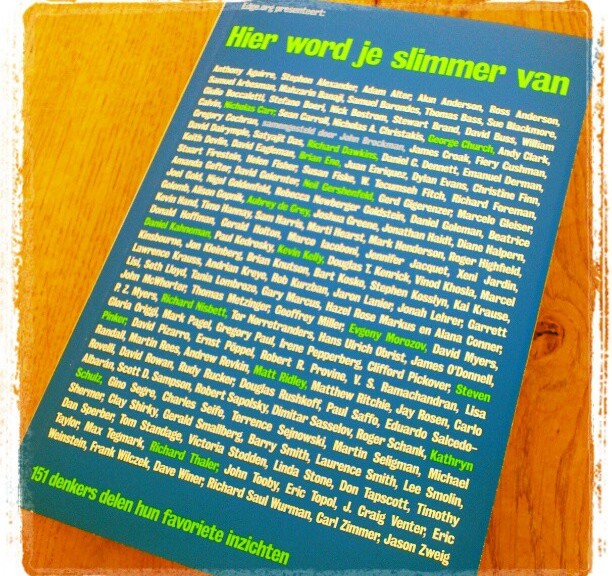 Edge.org presenteert:
Hier word je slimmer van
Anthony Aguirre, Stephon Alexander, Adam Alter, Alun Anderson, Ross Anderson,
Samuel Arbesman, Mahzarin Banaji, Samuel Barondes, Thomas Bass, Sue Blackmore,
Giulio Boccaletti, Stefano Boeri, Nick Bostrom, Stewart Brand, David Buss, William
Calvin, Nicholas Carr, Sean Carroll, Nicholas A. Christakis, George Church, Andy Clark,
Gregory Cochran, samengesteld door John Brockman, James Croak, Fiery Cushman,
David Dalrymple, Satyajit Das, Richard Dawkins, Daniel C. Dennett, Emanuel Derman,
Keith Devlin, David Eagleman, Brian Eno, Juan Enriquez, Dylan Evans, Christine Finn,
Stuart Firestein, Helen Fisher, Susan Fiske, W. Tecumseh Fitch, Richard Foreman,
Amanda Gefter, David Gelernter, Neil Gershenfeld, Gerd Gigerenzer, Marcelo Gleiser,
Joel Gold, Nigel Goldenfeld, Rebecca Newberger Goldstein, Daniel Goleman, Beatrice
Golomb, Alison Gopnik, Aubrey de Grey, Joshua Greene, Jonathan Haidt, Diane Halpern,
Kevin Hand, Timo Hannay, Sam Harris, Marti Hearst, Mark Henderson, Roger Highfield,
Donald Hoffman, Gerald Holton, Marco Iacoboni, Jennifer Jacquet, Xeni Jardin,
Daniel Kahneman, Paul Kedrosky, Kevin Kelly, Douglas T. Kenrick, Vinod Khosla, Marcel
Kinsbourne, Jon Kleinberg, Brian Knutson, Bart Kosko, Stephen Kosslyn, Kai Krause,
Lawrence Krauss, Andrian Kreye, Rob Kurzban, Jaron Lanier, Jonah Lehrer, Garrett
Lisi, Seth Lloyd, Tania Lombrozo, Gary Marcus, Hazel Rose Markus en Alana Conner,
John McWhorter, Thomas Metzinger, Geoffrey Miller, Evgeny Morozov, David Myers,
P. Z. Myers, Richard Nisbett, Tor Nørretranders, Hans Ulrich Obrist, James O'Donnell,
Gloria Origgi, Mark Pagel, Gregory Paul, Irene Pepperberg, Clifford Pickover, Steven
Pinker, David Pizarro, Ernst Pöppel, Robert R. Provine, V. S. Ramachandran, Lisa
Randall, Martin Rees, Andrew Revkin, Matt Ridley, Matthew Ritchie, Jay Rosen, Carlo
Rovelli, David Rowan, Rudy Rucker, Douglas Rushkoff, Paul Saffo, Eduardo Salcedo-
Albarán, Scott D. Sampson, Robert Sapolsky, Dimitar Sasselov, Roger Schank, Kathryn
Schulz, Gino Segre, Charles Seife, Terrence Sejnowski, Martin Seligman, Michael
Shermer, Clay Shirky, Gerald Smallberg, Barry Smith, Laurence Smith, Lee Smolin,
Dan Sperber, Tom Standage, Victoria Stodden, Linda Stone, Don Tapscott, Timothy
Taylor, Max Tegmark, Richard Thaler, John Tooby, Eric Topol, J. Craig Venter, Eric
Weinstein, Frank Wilczek, Dave Winer, Richard Saul Wurman, Carl Zimmer, Jason Zweig
151 denkers delen hun favoriete inzichten